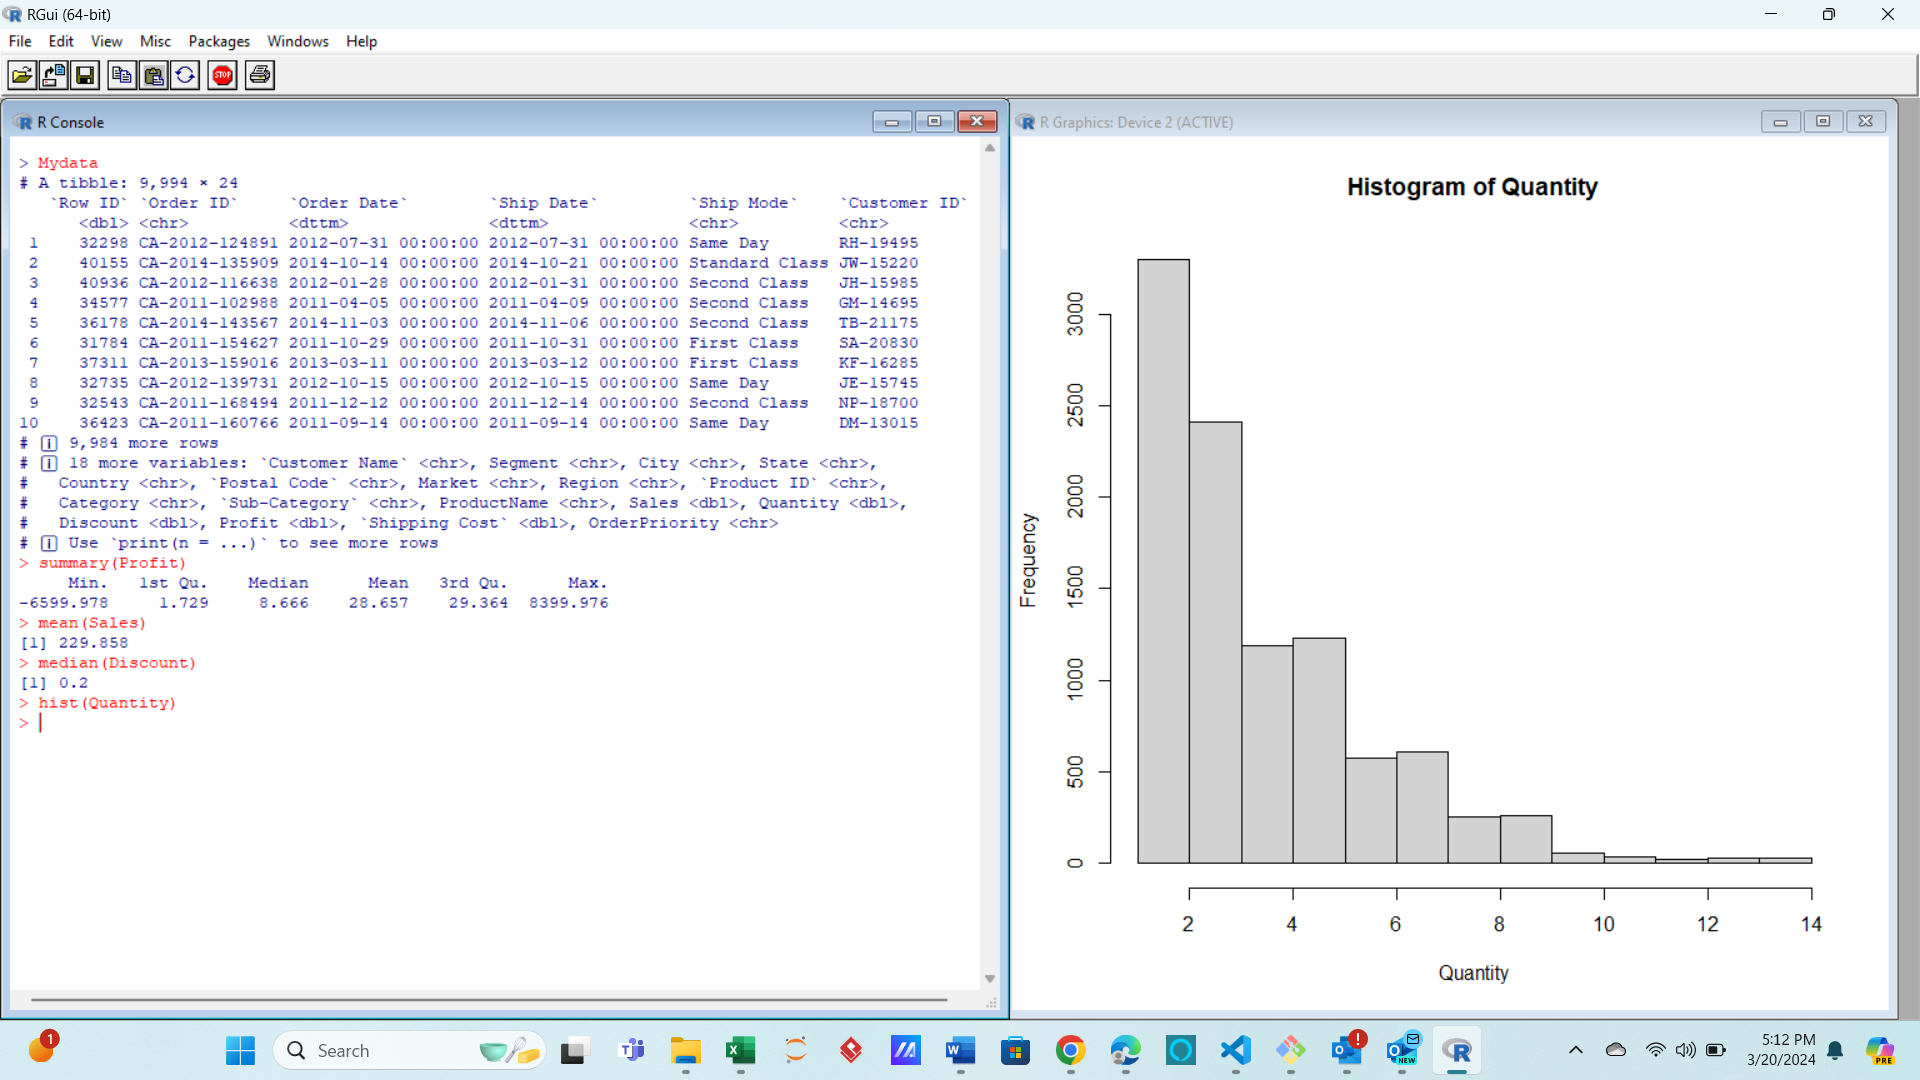 RGui (64-bit)
File Edit View Misc Packages Windows Help
STOP
R Console
> Mydata
# A tibble: 9,994 × 24
`Row ID` `Order ID` `Order Date` `Ship Date` `Ship Mode` `Customer ID`
<dbl> <chr> <dttm> <dttm> <chr> <chr>
1 32298 CA-2012-124891 2012-07-31 00:00:00 2012-07-31 00:00:00 Same Day RH-19495
2 40155 CA-2014-135909 2014-10-14 00:00:00 2014-10-21 00:00:00 Standard Class JW-15220
3 40936 CA-2012-116638 2012-01-28 00:00:00 2012-01-31 00:00:00 Second Class JH-15985
4 34577 CA-2011-102988 2011-04-05 00:00:00 2011-04-09 00:00:00 Second Class GM-14695
5 36178 CA-2014-143567 2014-11-03 00:00:00 2014-11-06 00:00:00 Second Class TB-21175
6 31784 CA-2011-154627 2011-10-29 00:00:00 2011-10-31 00:00:00 First Class SA-20830
7 37311 CA-2013-159016 2013-03-11 00:00:00 2013-03-12 00:00:00 First Class KF-16285
8 32735 CA-2012-139731 2012-10-15 00:00:00 2012-10-15 00:00:00 Same Day JE-15745
9 32543 CA-2011-168494 2011-12-12 00:00:00 2011-12-14 00:00:00 Second Class NP-18700
10 36423 CA-2011-160766 2011-09-14 00:00:00 2011-09-14 00:00:00 Same Day DM-13015
# i 9,984 more rows
# i 18 more variables: `Customer Name` <chr>, Segment <chr>, City <chr>, State <chr>,
# Country <chr>, `Postal Code` <chr>, Market <chr>, Region <chr>, `Product ID` <chr>,
# Category <chr>, `Sub-Category` <chr>, ProductName <chr>, Sales <dbl>, Quantity <dbl>,
# Discount <dbl>, Profit <dbl>, `Shipping Cost` <dbl>, OrderPriority <chr>
# i Use `print(n = ...)` to see more rows
> summary(Profit)
Min. 1st Qu. Median Mean 3rd Qu. Max.
-6599.978 1.729 8.666 28.657 29.364 8399.976
> mean(Sales)
[1] 229.858
> median(Discount)
[1] 0.2
> hist(Quantity)
>
R Graphics: Device 2 (ACTIVE)
Histogram of Quantity
Frequency
3000
2500
2000
1500
1000
500
0
2 4 6 8 10 12 14
Quantity
1
Search
NEW
5:12 PM
3/20/2024
PRE